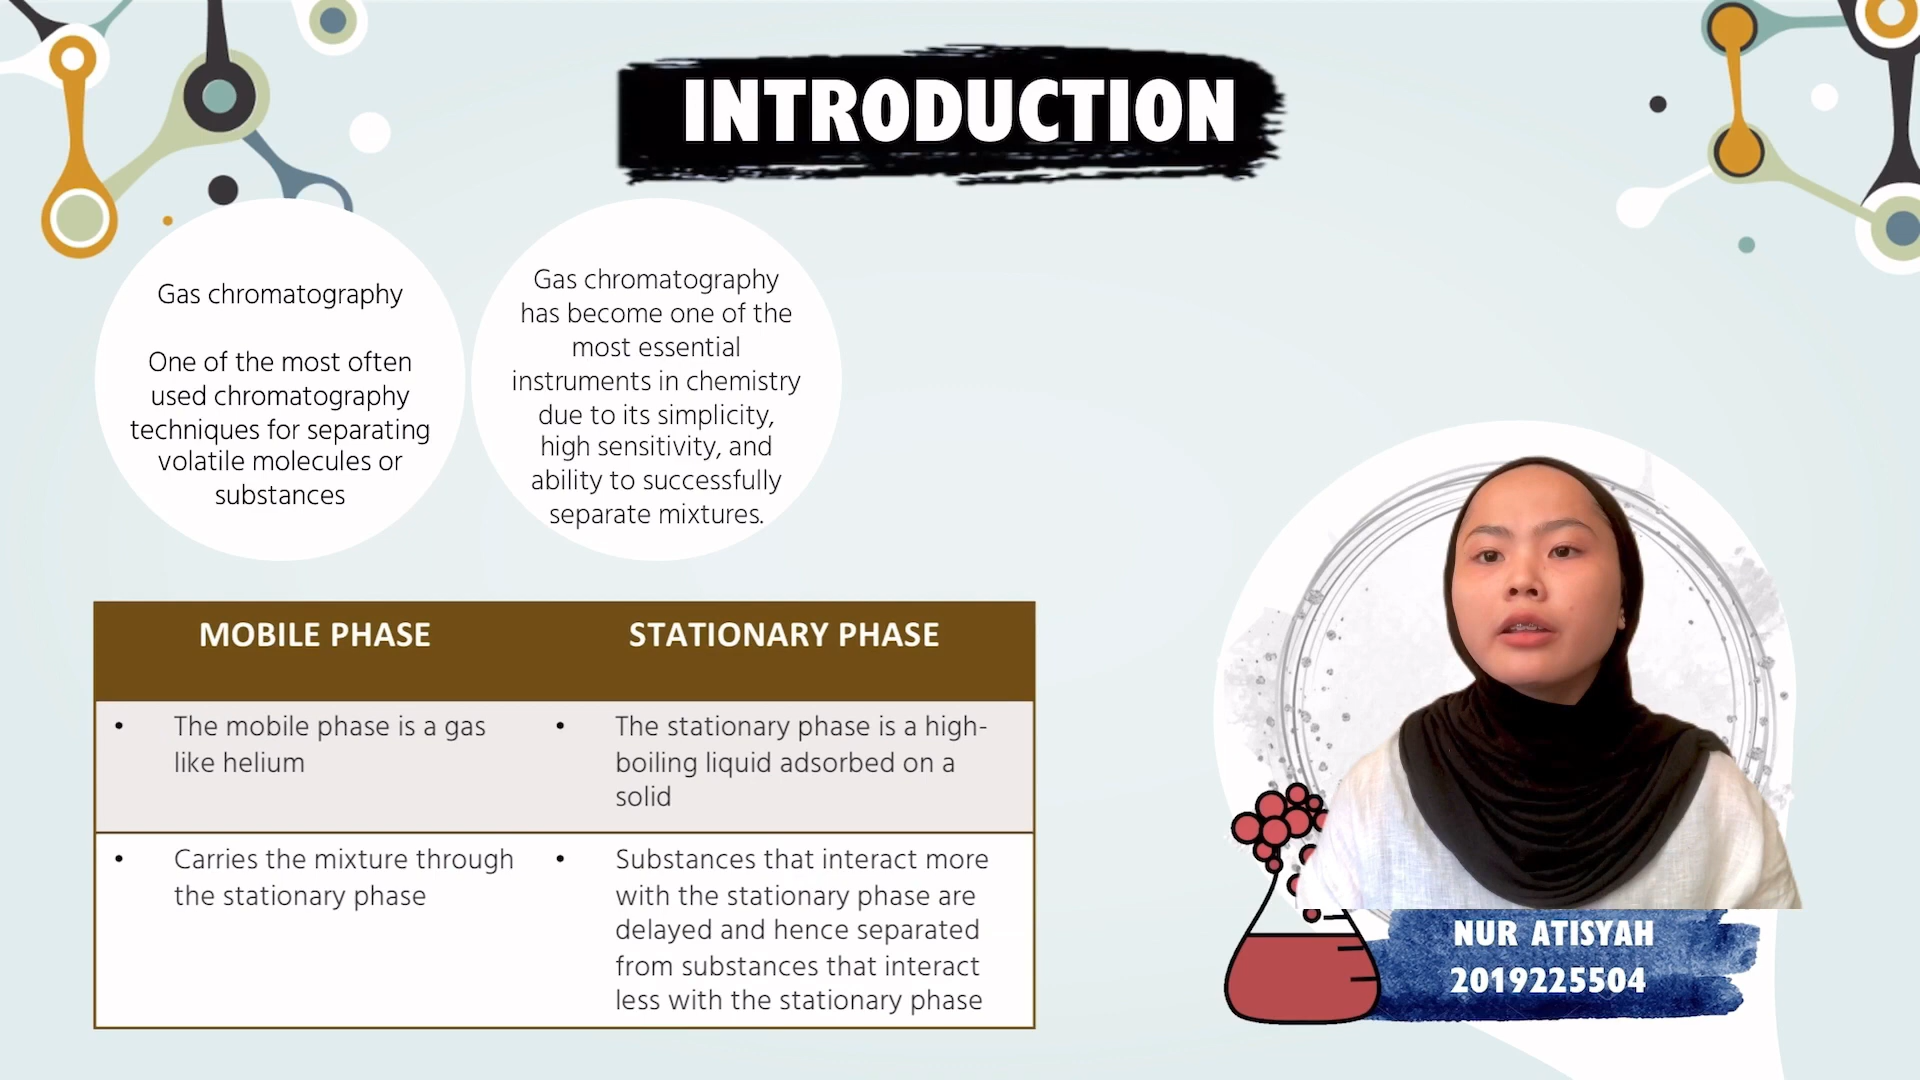 INTRODUCTION
Gas chromatography
One of the most often
used chromatography
techniques for separating
volatile molecules or
substances
Gas chromatography
has become one of the
most essential
instruments in chemistry
due to its simplicity,
high sensitivity, and
ability to successfully
separate mixtures.
MOBILE PHASE
STATIONARY PHASE
• The mobile phase is a gas
like helium
• The stationary phase is a high-
boiling liquid adsorbed on a
solid
• Carries the mixture through
the stationary phase
• Substances that interact more
with the stationary phase are
delayed and hence separated
from substances that interact
less with the stationary phase
NUR ATISYAH
2019225504